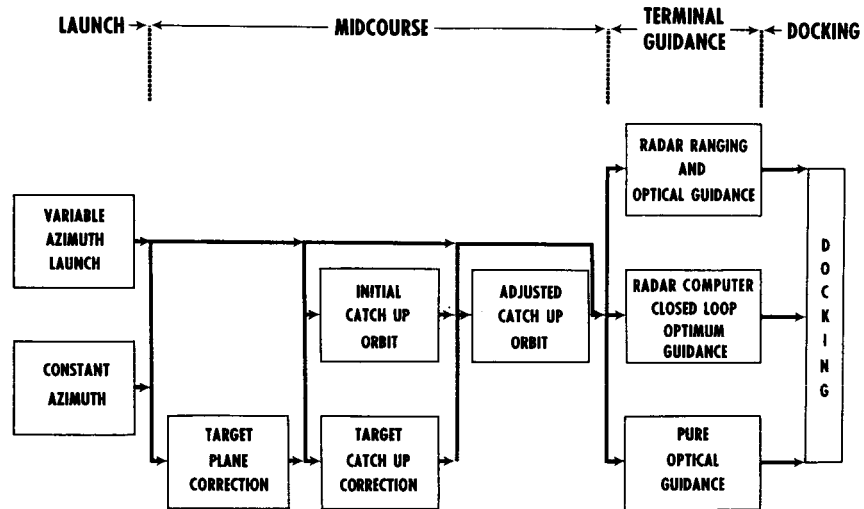 LAUNCH
MIDCOURSE
TERMINAL
GUIDANCE
DOCKING
VARIABLE
AZIMUTH
LAUNCH
CONSTANT
AZIMUTH
TARGET
PLANE
CORRECTION
INITIAL
CATCH UP
ORBIT
TARGET
CATCH UP
CORRECTION
ADJUSTED
CATCH UP
ORBIT
RADAR RANGING
AND
OPTICAL GUIDANCE
RADAR COMPUTER
CLOSED LOOP
OPTIMUM
GUIDANCE
PURE
OPTICAL
GUIDANCE
DOCKING